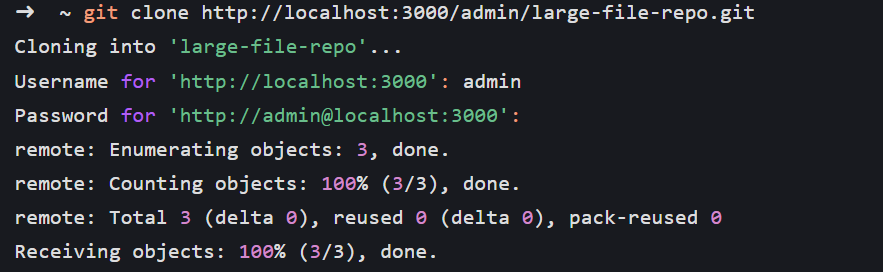 ➜  ~ git clone http://localhost:3000/admin/large-file-repo.git
Cloning into 'large-file-repo'...
Username for 'http://localhost:3000': admin
Password for 'http://admin@localhost:3000':
remote: Enumerating objects: 3, done.
remote: Counting objects: 100% (3/3), done.
remote: Total 3 (delta 0), reused 0 (delta 0), pack-reused 0
Receiving objects: 100% (3/3), done.